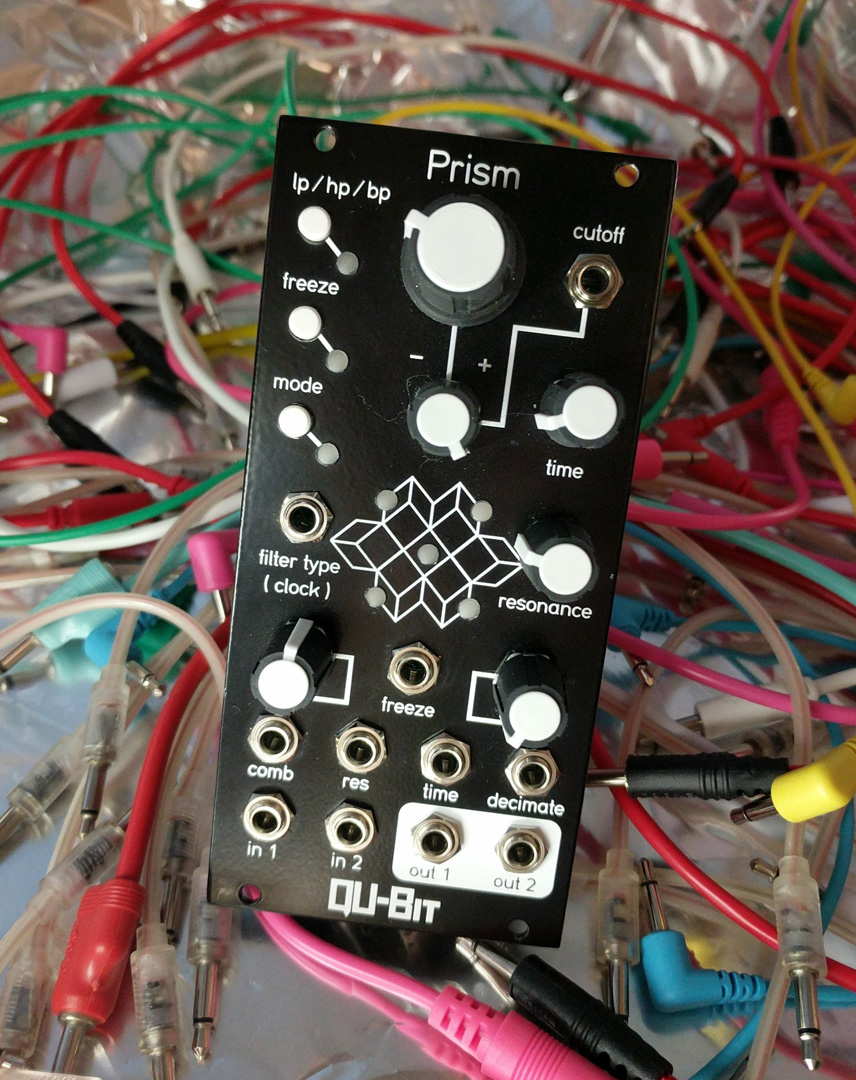 Prism
lp/hp/bp
cutoff
freeze
- +
mode
time
filter type
( clock )
resonance
freeze
comb
res
time
decimate
in 1
in 2
out 1
out 2
QU-BIT